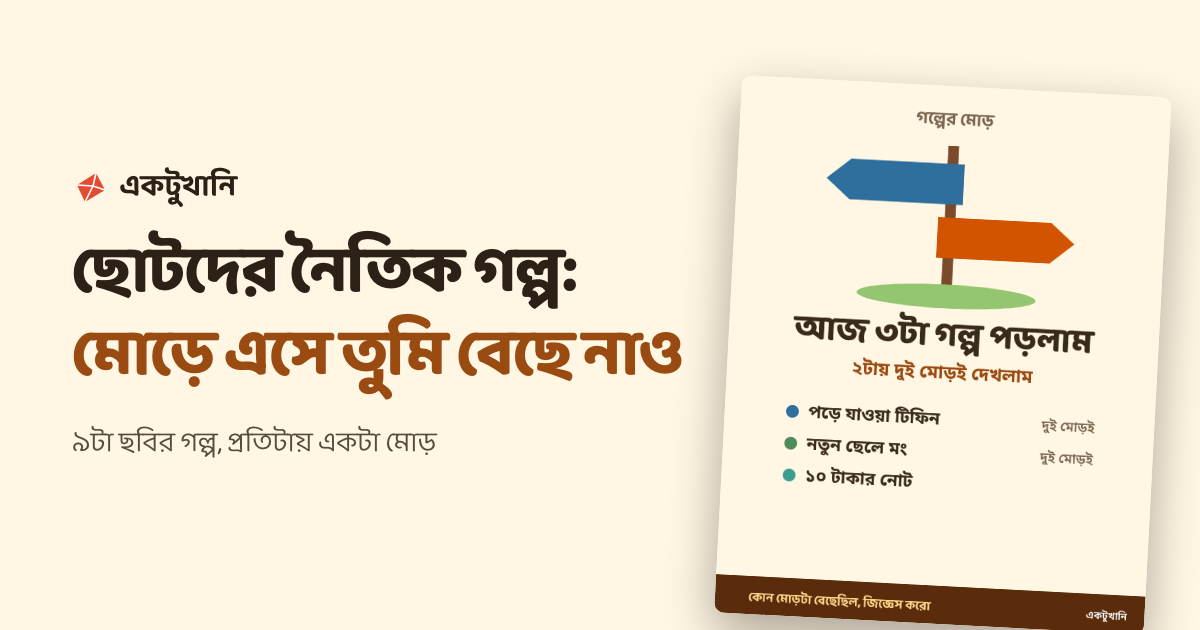 একটুখানি
ছোটদের নৈতিক গল্প:
মোড়ে এসে তুমি বেছে নাও
৯টা ছবির গল্প, প্রতিটায় একটা মোড়
গল্পের মোড়
আজ ৩টা গল্প পড়লাম
২টায় দুই মোড়ই দেখলাম
পড়ে যাওয়া টিফিন দুই মোড়ই
নতুন ছেলে মং দুই মোড়ই
১০ টাকার নোট
কোন মোড়টা বেছেছিল, জিজ্ঞেস করো
একটুখানি